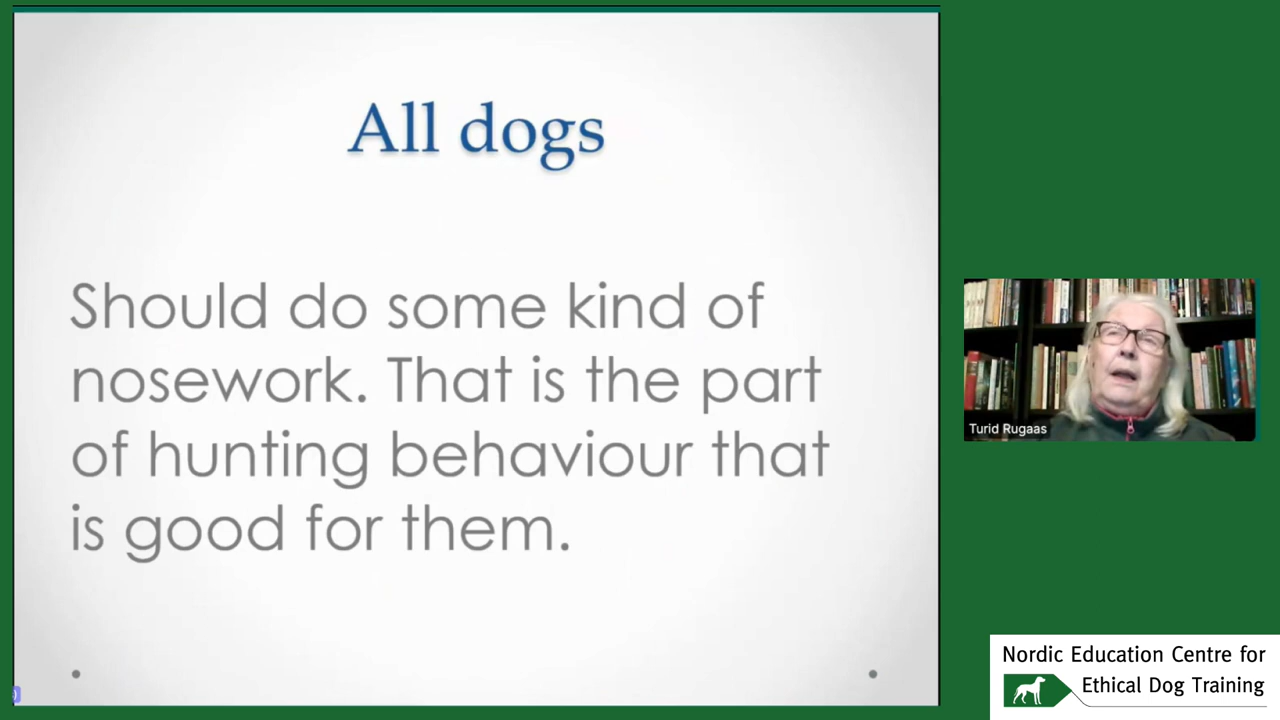 All dogs
Should do some kind of
nosework. That is the part
of hunting behaviour that
is good for them.
Turid Rugaas
Nordic Education Centre for
Ethical Dog Training